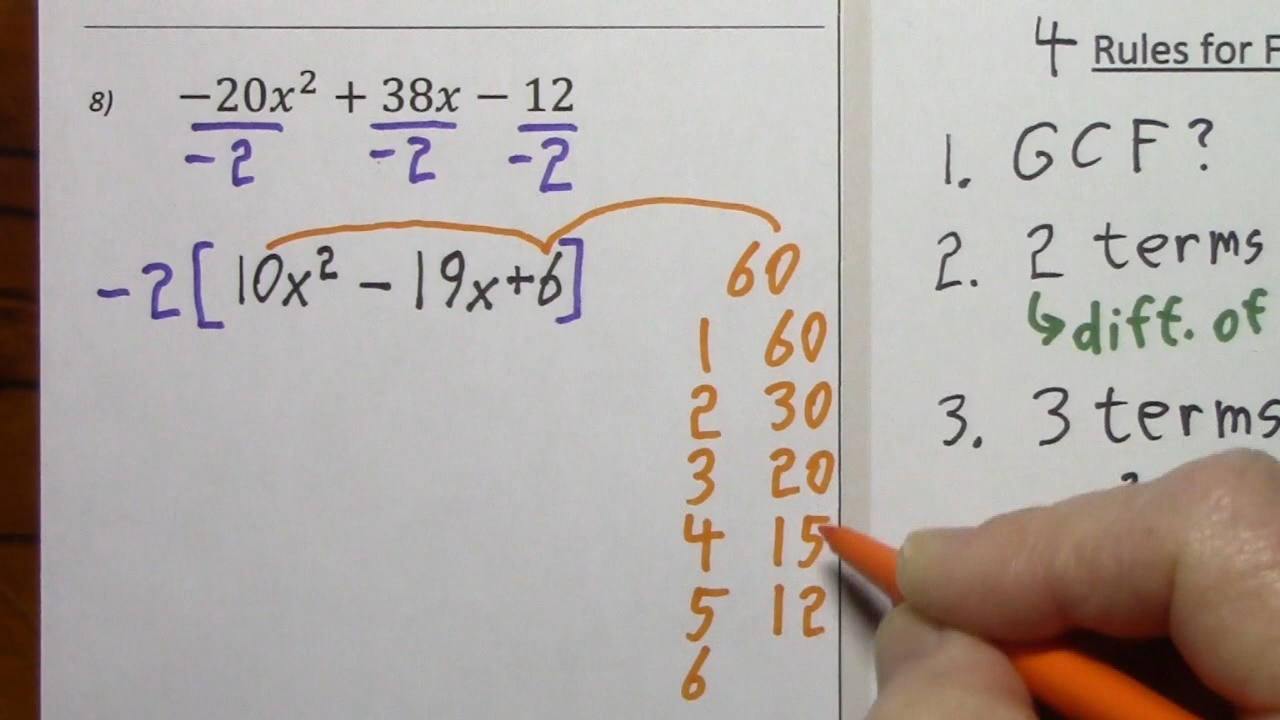 8) −20x² + 38x − 12
-2 -2 -2
-2[10x² − 19x+6]
60
1 60
2 30
3 20
4 15
5 12
6
4 Rules for F
1. GCF?
2. 2 terms
↳diff. of
3. 3 terms